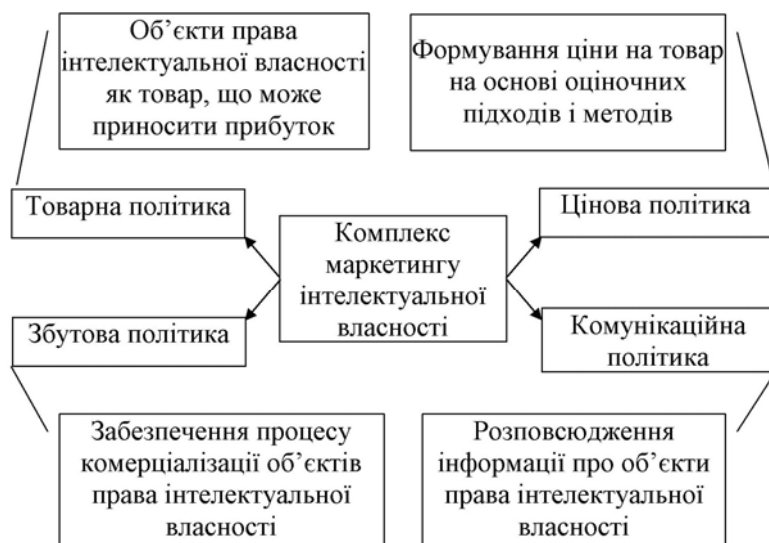 Об’єкти права
інтелектуальної власності
як товар, що може
приносити прибуток
Формування ціни на товар
на основі оціночних
підходів і методів
Товарна політика
Цінова політика
Комплекс
маркетингу
інтелектуальної
власності
Збутова політика
Комунікаційна
політика
Забезпечення процесу
комерціалізації об’єктів
права інтелектуальної
власності
Розповсюдження
інформації про об’єкти
права інтелектуальної
власності